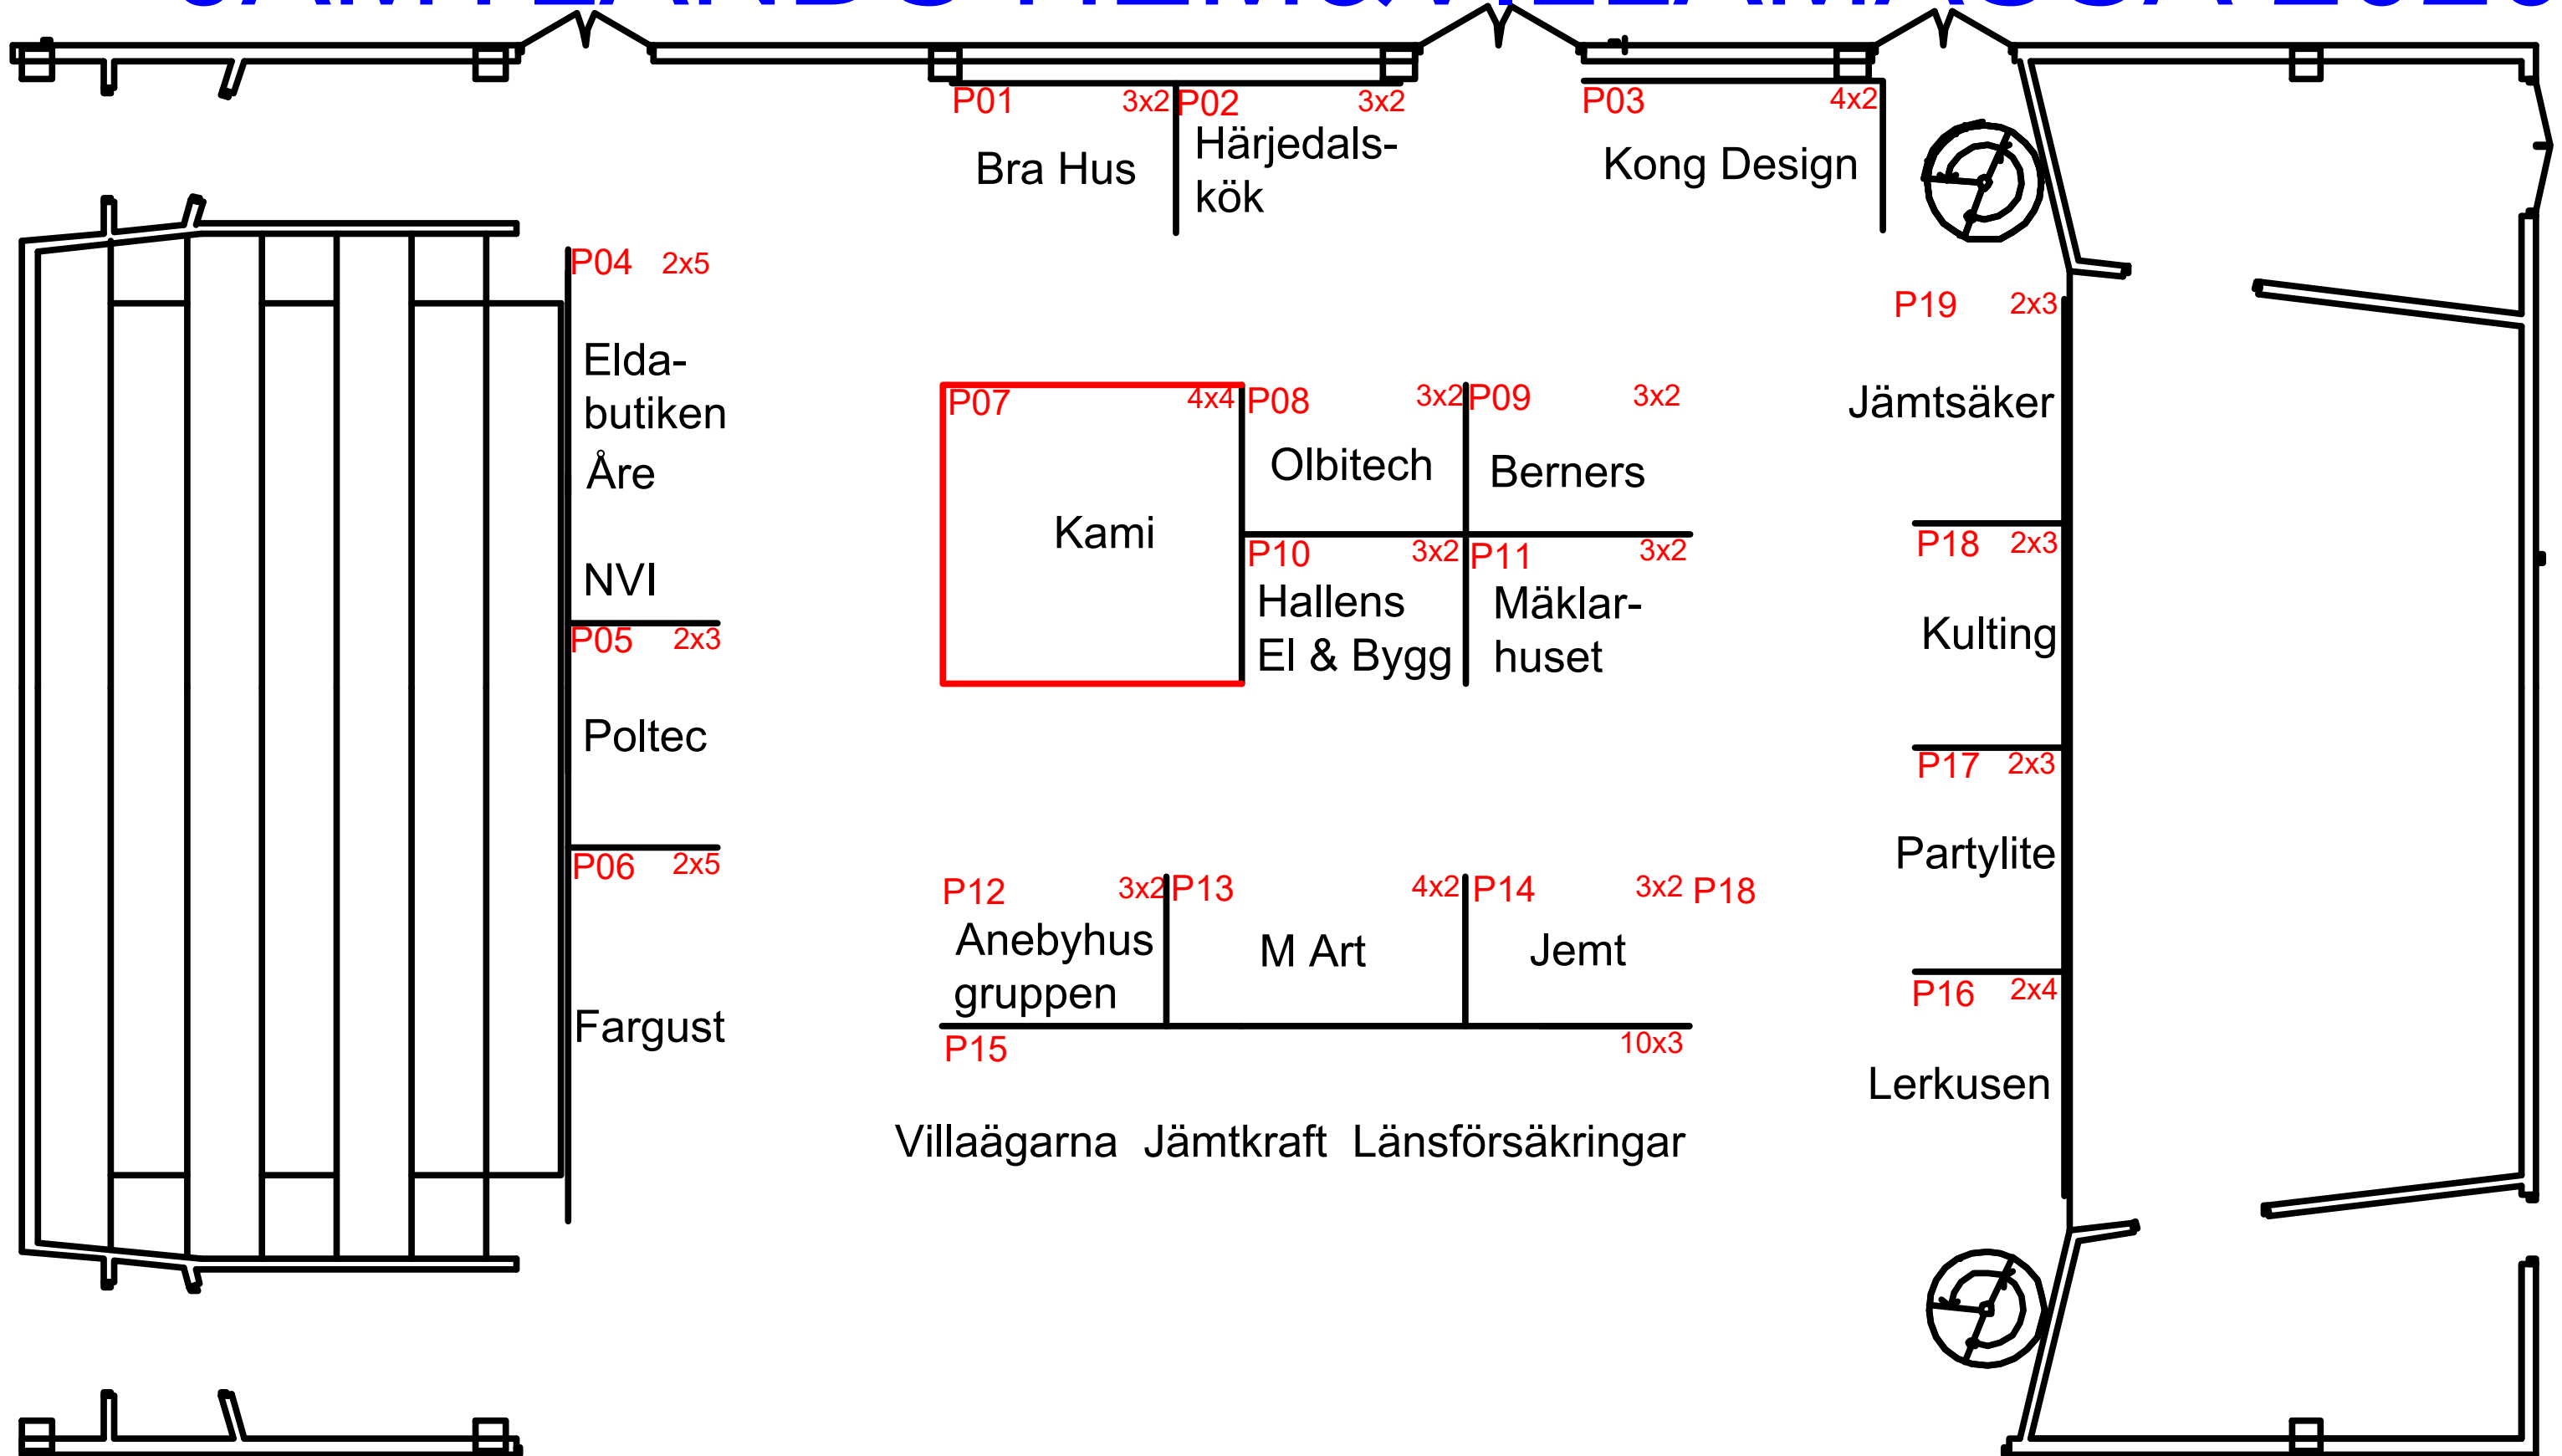 P01 3x2 P02 3x2 P03 4x2
Bra Hus
Härjedals-
kök
Kong Design
P04 2x5
Elda-
butiken
Åre
NVI
P05 2x3
Poltec
P06 2x5
Fargust
P07 4x4
Kami
P08 3x2
Olbitech
P09 3x2
Berners
P10 3x2
Hallens
El & Bygg
P11 3x2
Mäklar-
huset
P12 3x2
Anebyhus
gruppen
P13 4x2
M Art
P14 3x2 P18
Jemt
P15 10x3
Villaägarna Jämtkraft Länsförsäkringar
P19 2x3
Jämtsäker
P18 2x3
Kulting
P17 2x3
Partylite
P16 2x4
Lerkusen